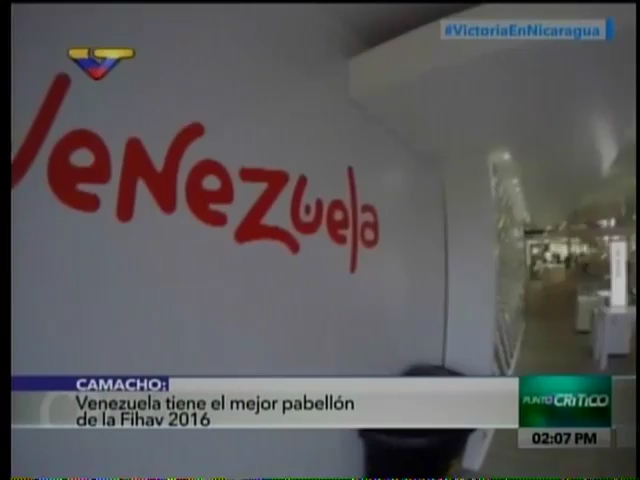 #VictoriaEnNicaragua
Venezuela
CAMACHO:
Venezuela tiene el mejor pabellón
de la Fihav 2016
PUNTO CRÍTICO
02:07 PM